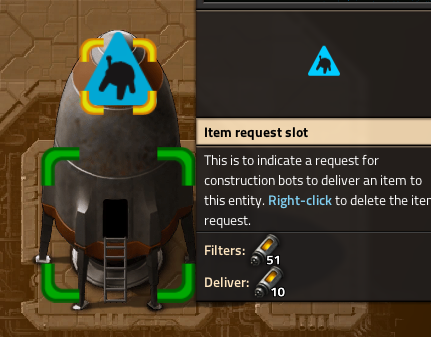 Item request slot
This is to indicate a request for
construction bots to deliver an item to
this entity. Right-click to delete the item
request.
Filters: 51
Deliver: 10